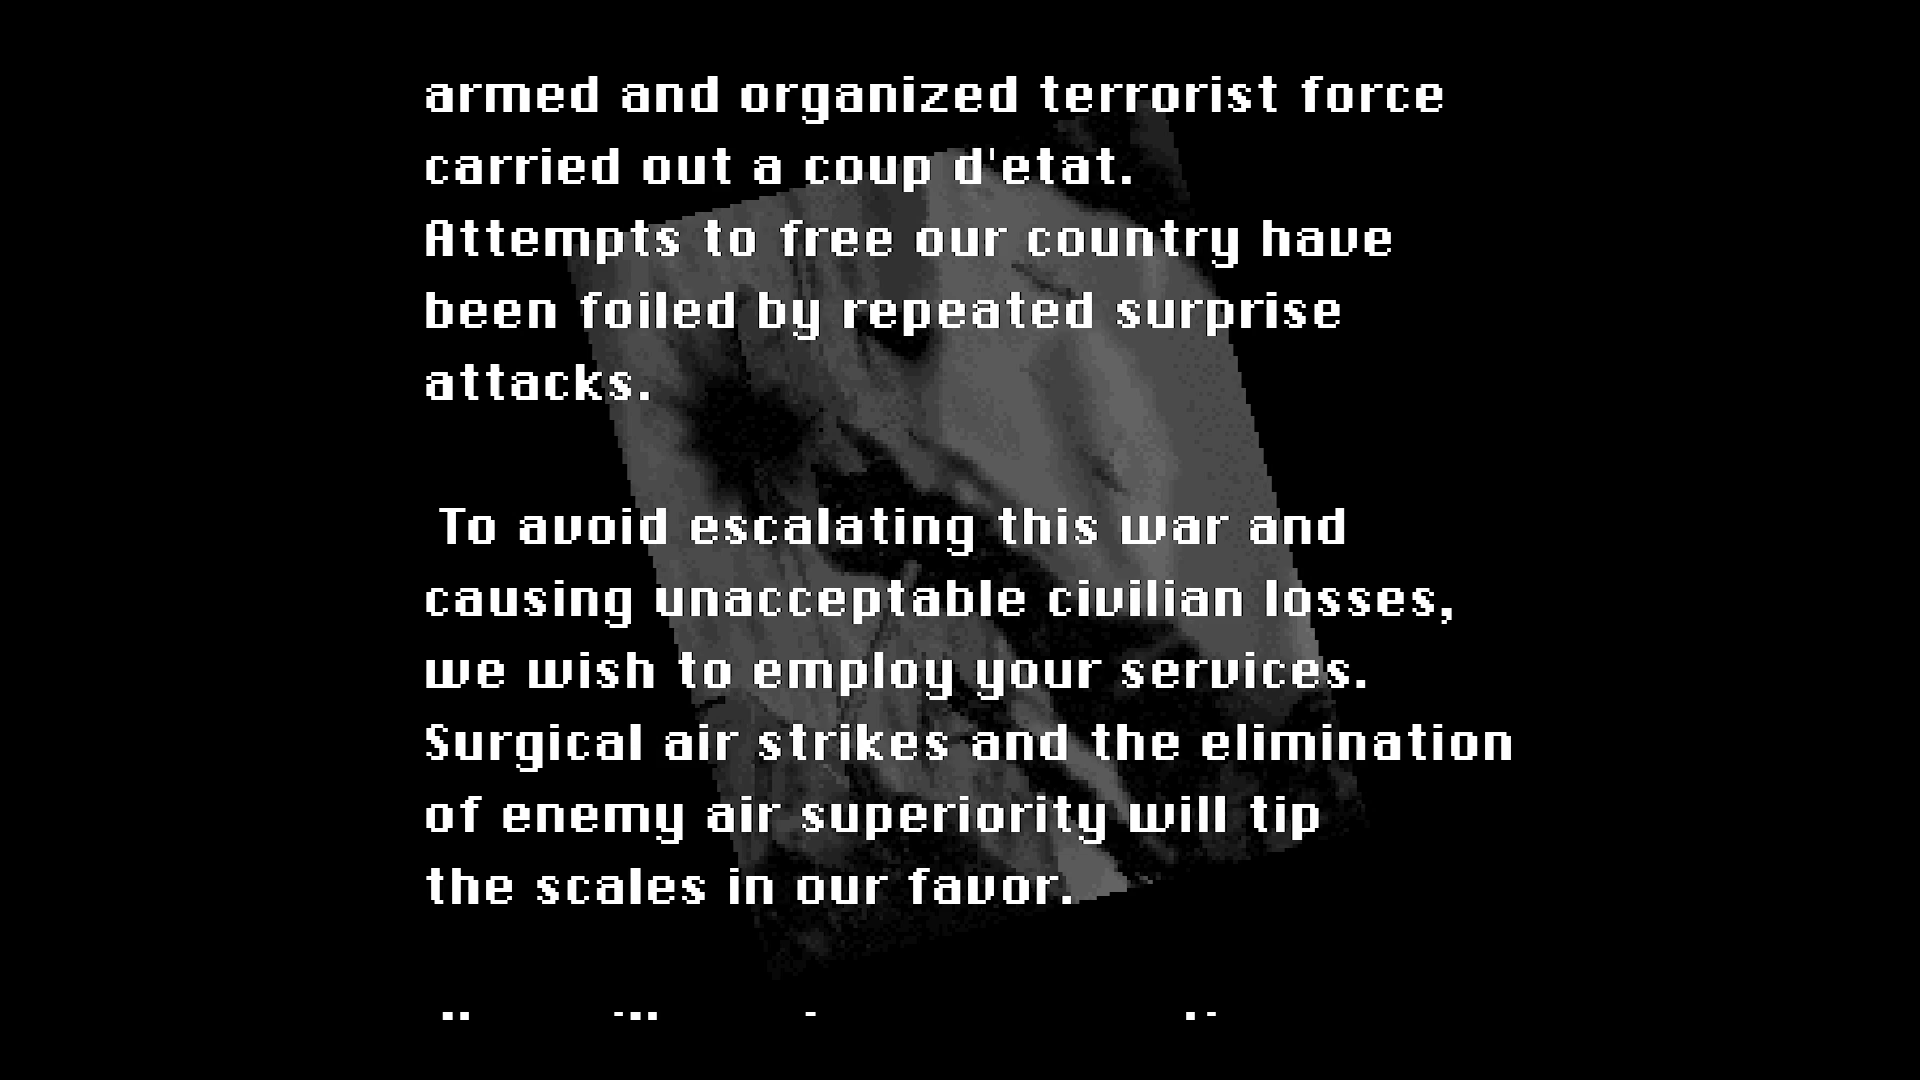 armed and organized terrorist force
carried out a coup d'etat.
Attempts to free our country have
been foiled by repeated surprise
attacks.
To avoid escalating this war and
causing unacceptable civilian losses,
we wish to employ your services.
Surgical air strikes and the elimination
of enemy air superiority will tip
the scales in our favor.